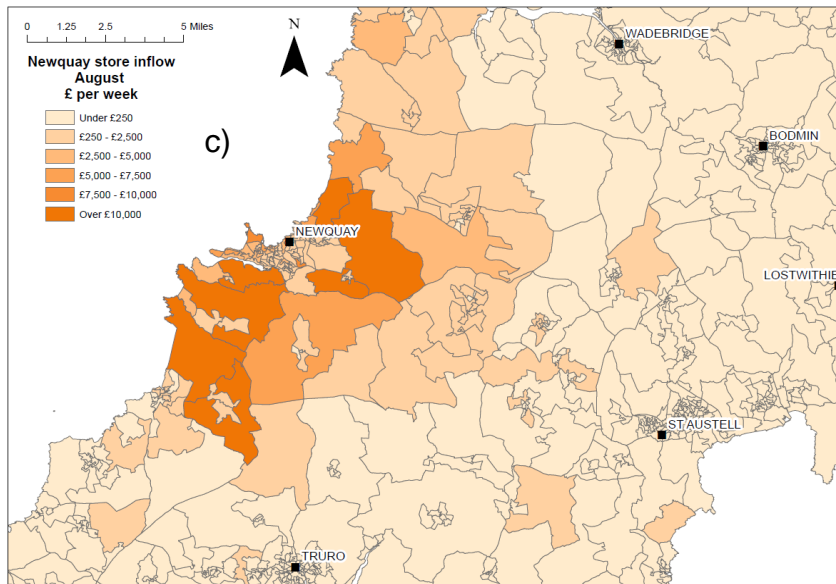 0 1.25 2.5 5 Miles
N
Newquay store inflow
August
£ per week
Under £250
£250 - £2,500
£2,500 - £5,000
£5,000 - £7,500
£7,500 - £10,000
Over £10,000
c)
WADEBRIDGE
BODMIN
NEWQUAY
LOSTWITHIE
ST AUSTELL
TRURO